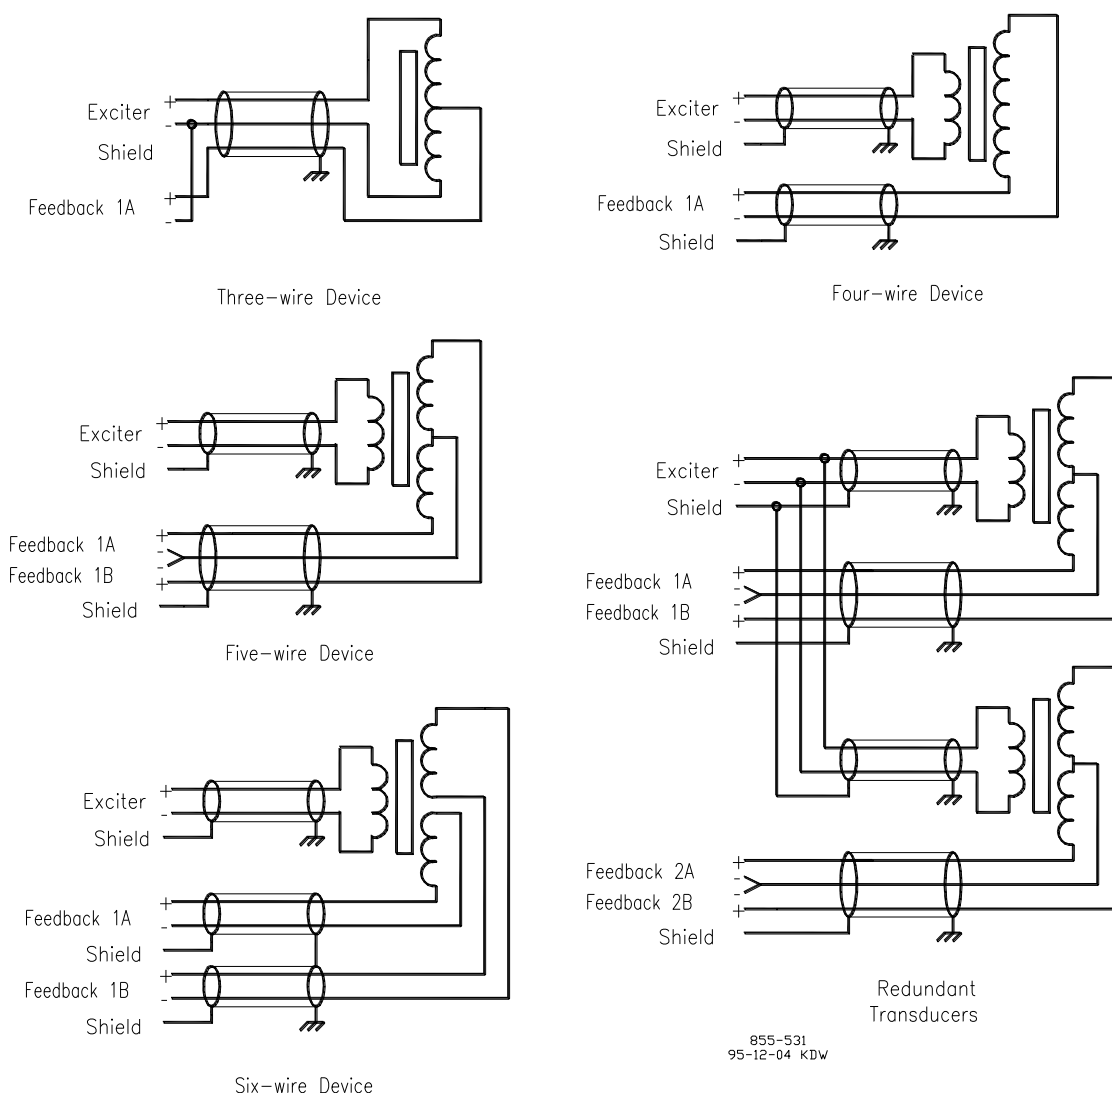 Exciter + -
Shield
Feedback 1A + -
Three-wire Device
Exciter + -
Shield
Feedback 1A + -
Shield
Four-wire Device
Exciter + -
Shield
Feedback 1A + -
Feedback 1B - +
Shield
Five-wire Device
Exciter + -
Shield
Feedback 1A + -
Shield
Feedback 1B + -
Shield
Six-wire Device
Exciter + -
Shield
Feedback 1A + -
Feedback 1B - +
Shield
Feedback 2A + -
Feedback 2B - +
Shield
Redundant
Transducers
855-531
95-12-04 KDW